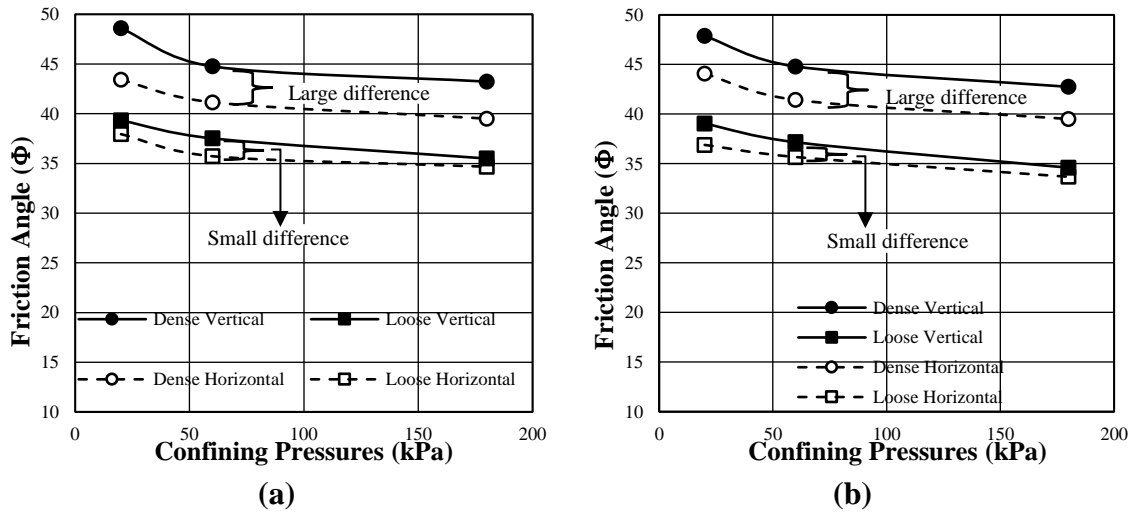 50
45
40
35
30
25
20
15
10
Friction Angle (Φ)
Large difference
Small difference
Dense Vertical
Loose Vertical
Dense Horizontal
Loose Horizontal
0 50 100 150 200
Confining Pressures (kPa)
(a)
50
45
40
35
30
25
20
15
10
Friction Angle (Φ)
Large difference
Small difference
Dense Vertical
Loose Vertical
Dense Horizontal
Loose Horizontal
0 50 100 150 200
Confining Pressures (kPa)
(b)